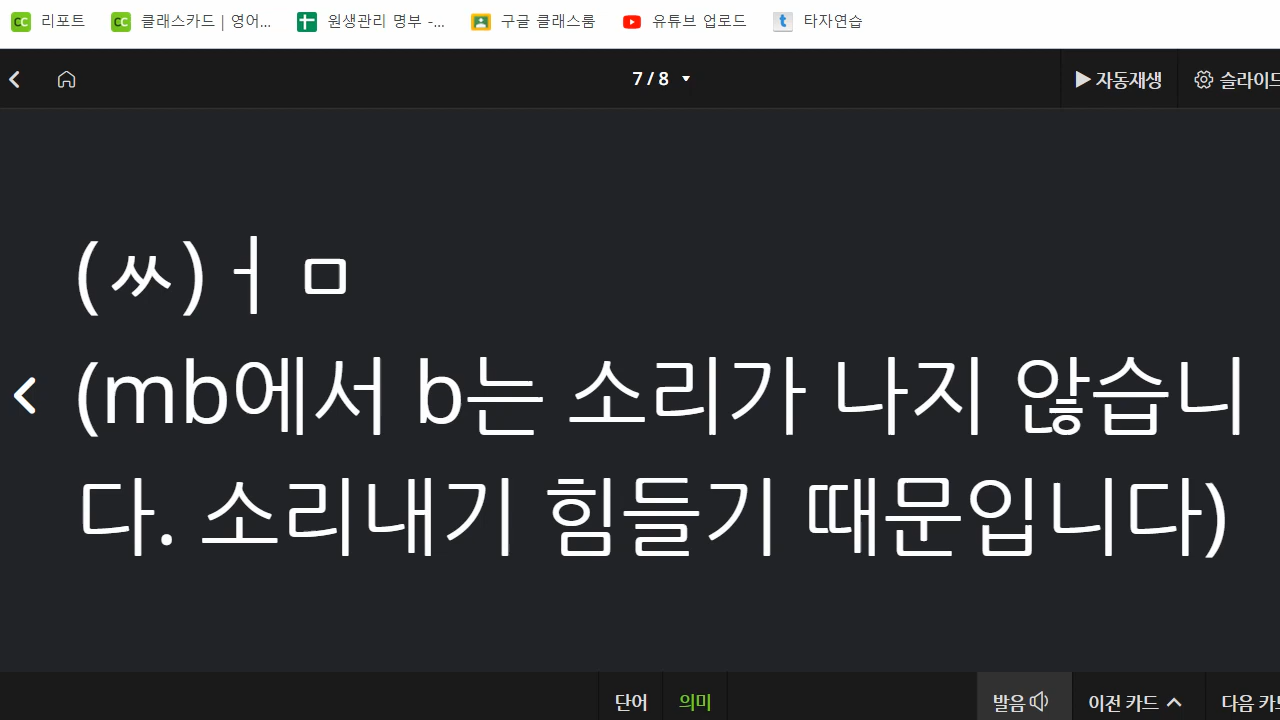 리포트 클래스카드 | 영어... 원생관리 명부 -... 구글 클래스룸 유튜브 업로드 타자연습
7 / 8 자동재생 슬라이드
(ㅆ)ㅓㅁ
(mb에서 b는 소리가 나지 않습니
다. 소리내기 힘들기 때문입니다)
단어 의미 발음 이전 카드 다음